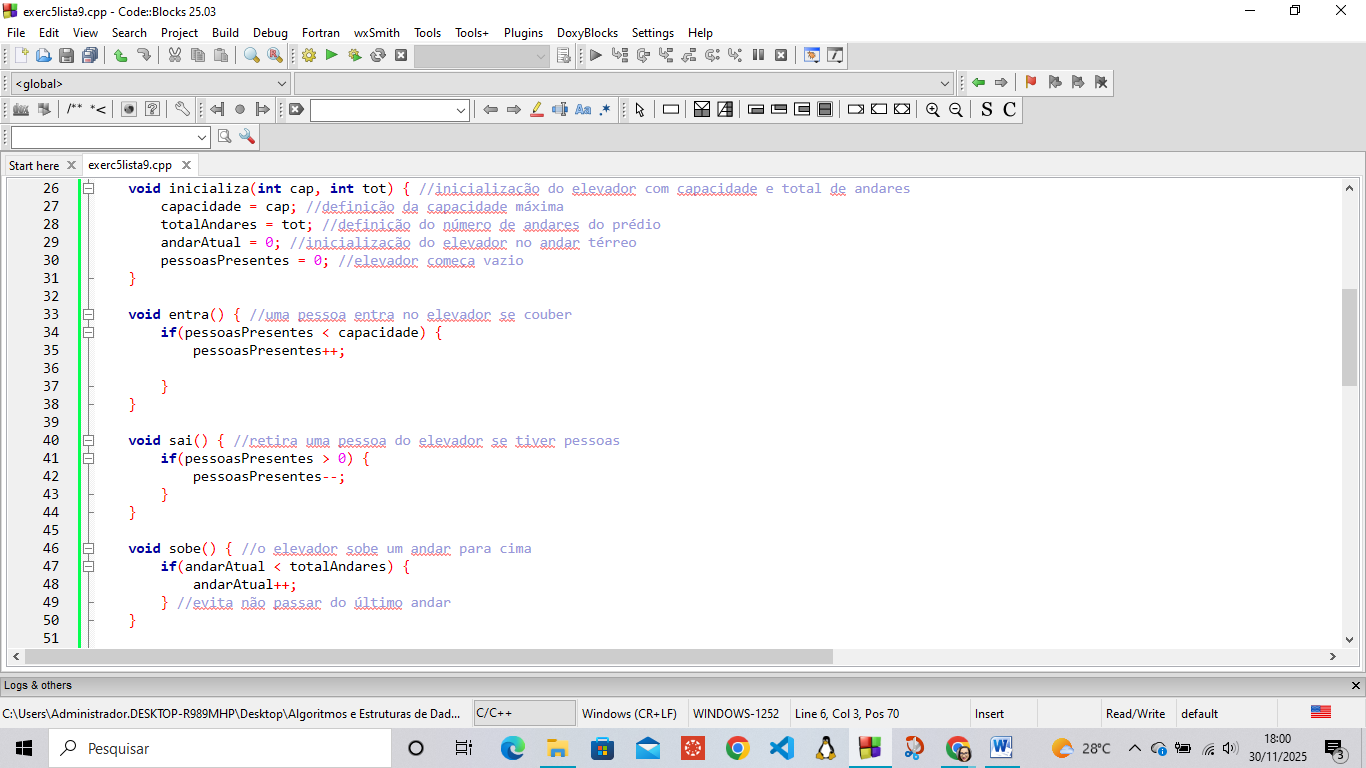 exerc5lista9.cpp - Code::Blocks 25.03
File Edit View Search Project Build Debug Fortran wxSmith Tools Tools+ Plugins DoxyBlocks Settings Help
<global>
/** *< Aa .* S C
Start here exerc5lista9.cpp
26 void inicializa(int cap, int tot) { //inicialização do elevador com capacidade e total de andares
27 capacidade = cap; //definição da capacidade máxima
28 totalAndares = tot; //definição do número de andares do prédio
29 andarAtual = 0; //inicialização do elevador no andar térreo
30 pessoasPresentes = 0; //elevador começa vazio
31 }
32
33 void entra() { //uma pessoa entra no elevador se couber
34 if(pessoasPresentes < capacidade) {
35 pessoasPresentes++;
36
37 }
38 }
39
40 void sai() { //retira uma pessoa do elevador se tiver pessoas
41 if(pessoasPresentes > 0) {
42 pessoasPresentes--;
43 }
44 }
45
46 void sobe() { //o elevador sobe um andar para cima
47 if(andarAtual < totalAndares) {
48 andarAtual++;
49 } //evita não passar do último andar
50 }
51
Logs & others
C:\Users\Administrador.DESKTOP-R989MHP\Desktop\Algoritmos e Estruturas de Dad... C/C++ Windows (CR+LF) WINDOWS-1252 Line 6, Col 3, Pos 70 Insert Read/Write default
Pesquisar 28°C 18:00
30/11/2025 3